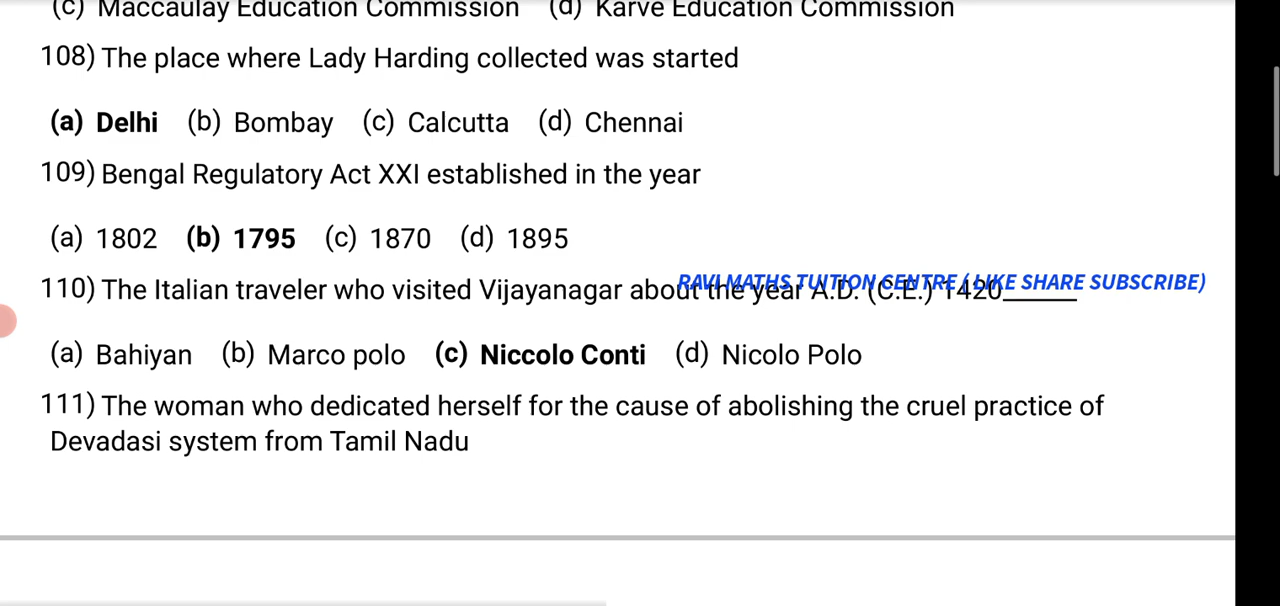 (c) Maccaulay Education Commission (d) Karve Education Commission
108) The place where Lady Harding collected was started
(a) Delhi (b) Bombay (c) Calcutta (d) Chennai
109) Bengal Regulatory Act XXI established in the year
(a) 1802 (b) 1795 (c) 1870 (d) 1895
RAVI MATHS TUITION CENTRE ( LIKE SHARE SUBSCRIBE)
110) The Italian traveler who visited Vijayanagar about the year A.D. (C.E.) 1420______
(a) Bahiyan (b) Marco polo (c) Niccolo Conti (d) Nicolo Polo
111) The woman who dedicated herself for the cause of abolishing the cruel practice of
Devadasi system from Tamil Nadu